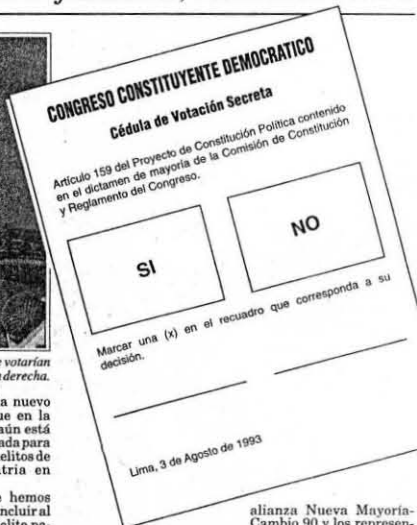 CONGRESO CONSTITUYENTE DEMOCRATICO
Cédula de Votación Secreta
Artículo 159 del Proyecto de Constitución Política contenido
en el dictamen de mayoría de la Comisión de Constitución
y Reglamento del Congreso.
SI
NO
Marcar una (x) en el recuadro que corresponda a su
decisión.
Lima, 3 de Agosto de 1993
votarían
derecha.
a nuevo
ue en la
aún está
ada para
elitos de
tria en
e hemos
ncluir al
alianza Nueva Mayoría-
Cambio 90 y los represen-